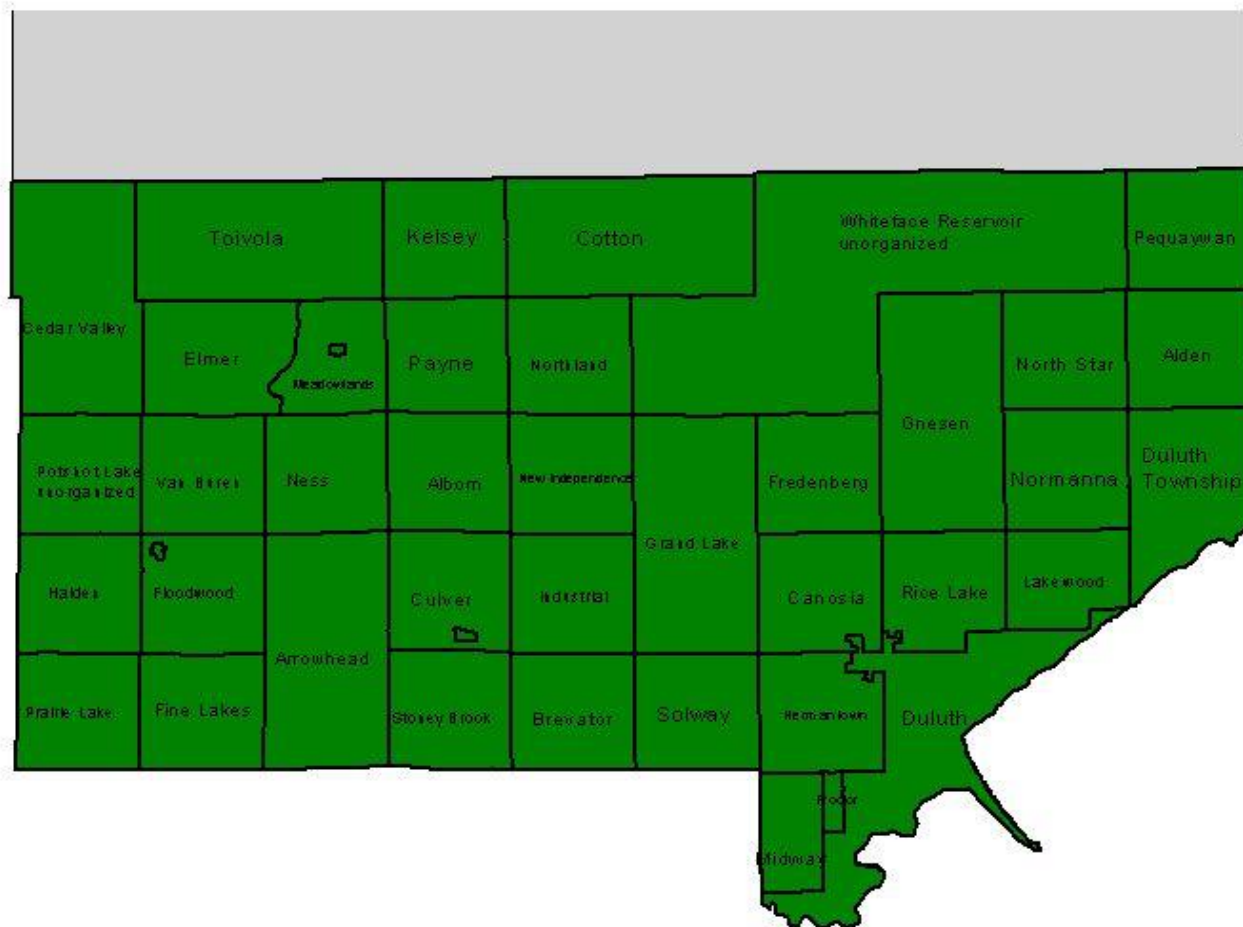 Toivola
Kelsey
Cotton
Whiteface Reservoir
unorganized
Pequaywan
Cedar Valley
Elmer
Meadowlands
Payne
Northland
North Star
Alden
Gnesen
Potshot Lake
unorganized
Van Buren
Ness
Alborn
New Independence
Fredenberg
Normanna
Duluth
Township
Grand Lake
Halden
Floodwood
Culver
Industrial
Canosia
Rice Lake
Lakewood
Arrowhead
Prairie Lake
Fine Lakes
Stoney Brook
Brevator
Solway
Hermantown
Duluth
Proctor
Midway